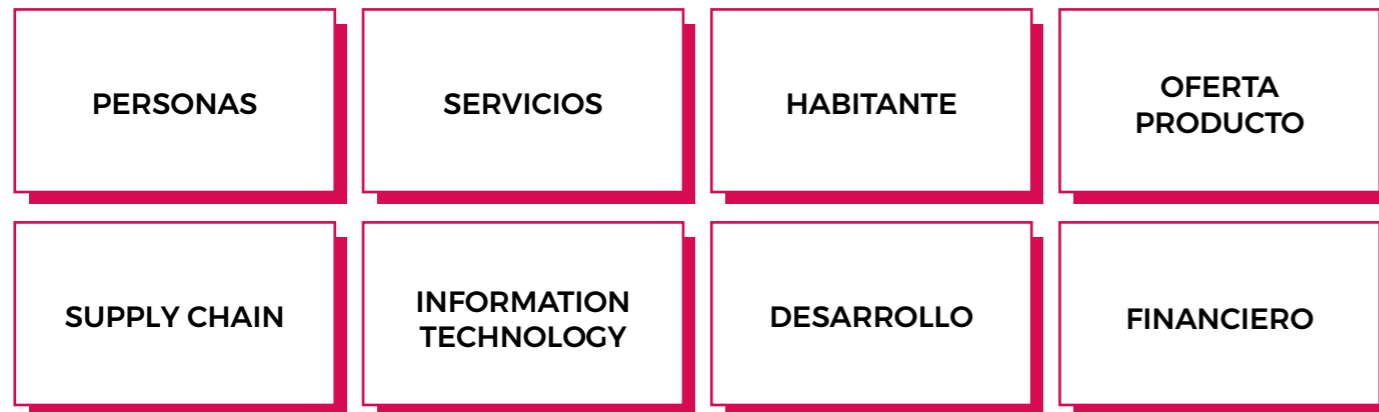 PERSONAS
SERVICIOS
HABITANTE
OFERTA
PRODUCTO
SUPPLY CHAIN
INFORMATION
TECHNOLOGY
DESARROLLO
FINANCIERO